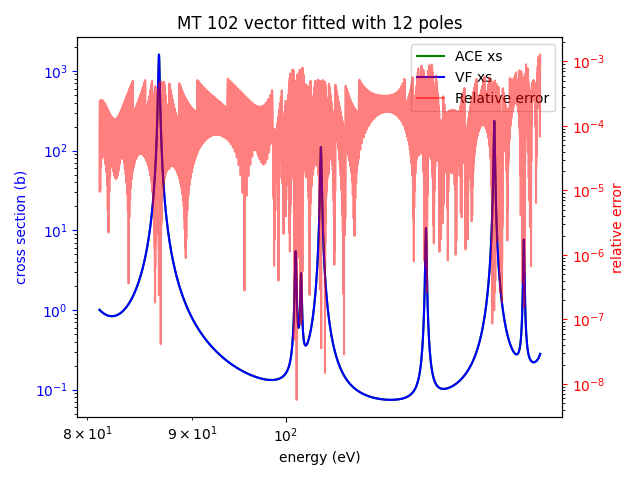 MT 102 vector fitted with 12 poles
ACE xs
VF xs
Relative error
cross section (b)
10³
10²
10¹
10⁰
10⁻¹
10⁻³
10⁻⁴
10⁻⁵
10⁻⁶
10⁻⁷
10⁻⁸
relative error
8 × 10¹
9 × 10¹
10²
energy (eV)